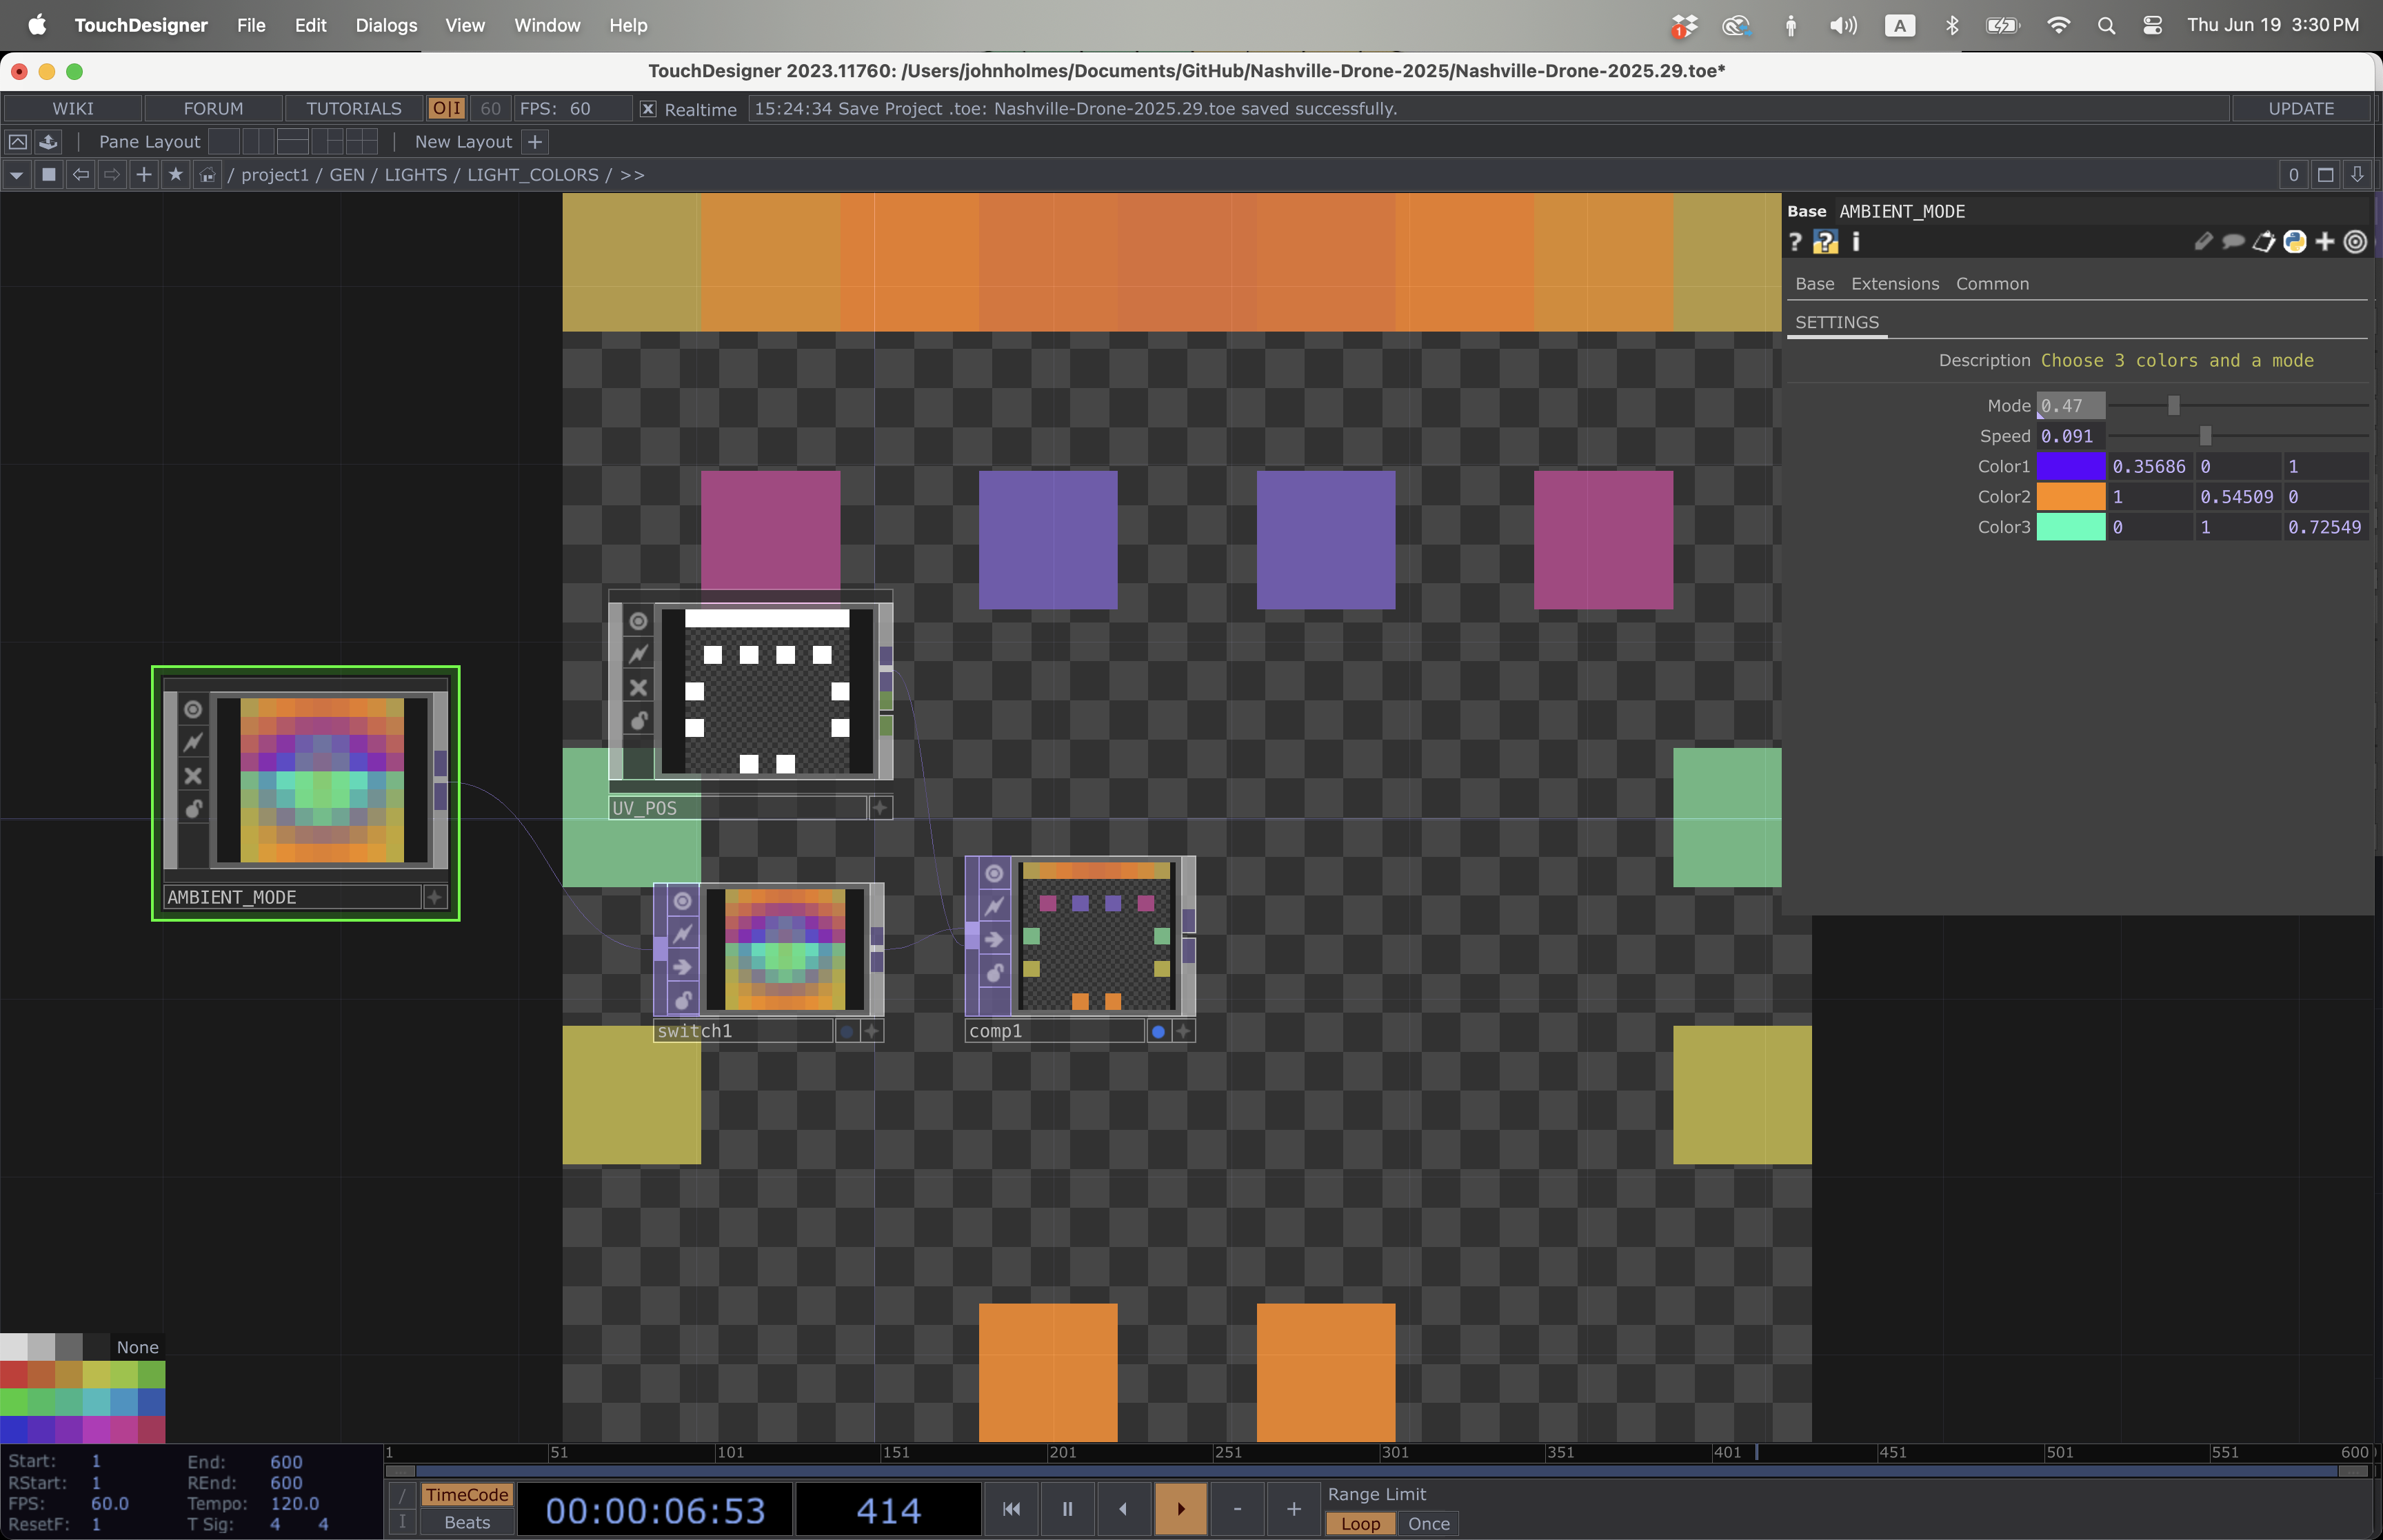 TouchDesigner File Edit Dialogs View Window Help
1
A
Thu Jun 19 3:30 PM
TouchDesigner 2023.11760: /Users/johnholmes/Documents/GitHub/Nashville-Drone-2025/Nashville-Drone-2025.29.toe*
WIKI FORUM TUTORIALS O|I 60 FPS: 60 X Realtime 15:24:34 Save Project .toe: Nashville-Drone-2025.29.toe saved successfully. UPDATE
Pane Layout New Layout +
/ project1 / GEN / LIGHTS / LIGHT_COLORS / >> 0
Base AMBIENT_MODE
? ? i
Base Extensions Common
SETTINGS
Description Choose 3 colors and a mode
Mode 0.47
Speed 0.091
Color1 0.35686 0 1
Color2 1 0.54509 0
Color3 0 1 0.72549
UV_POS
AMBIENT_MODE
switch1
comp1
None
1 51 101 151 201 251 301 351 401 451 501 551 600
Start: 1 End: 600
RStart: 1 REnd: 600
FPS: 60.0 Tempo: 120.0
ResetF: 1 T Sig: 4 4
/ TimeCode
I Beats
00:00:06:53
414
- +
Range Limit
Loop Once